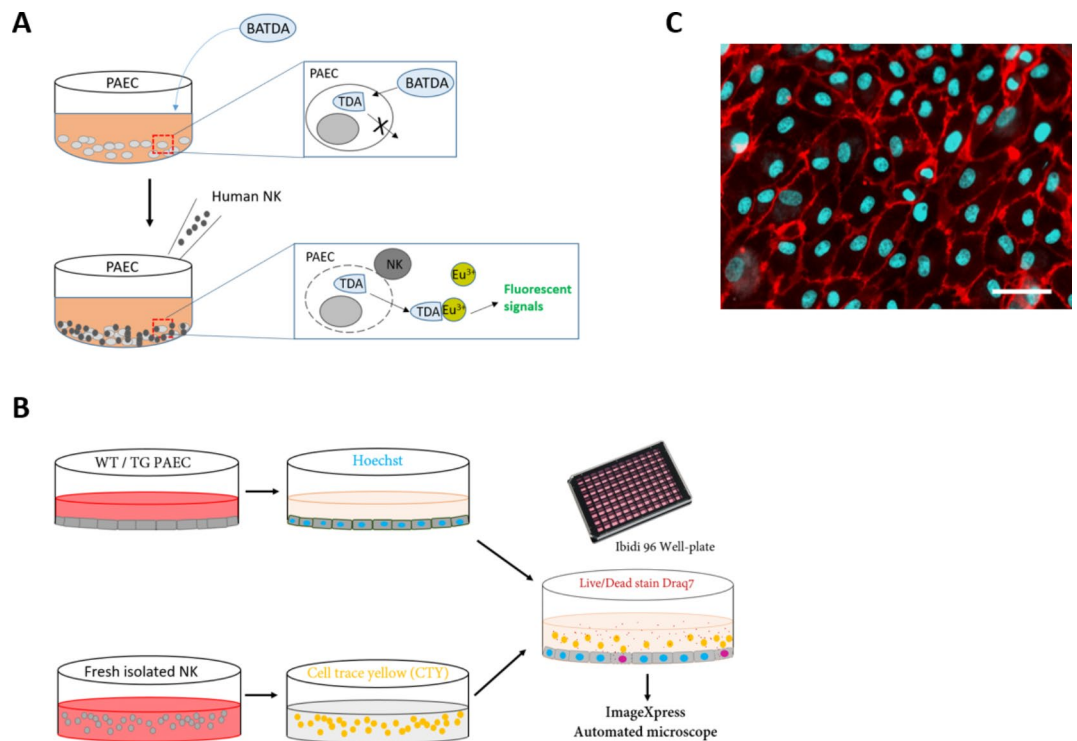 A
BATDA
PAEC
PAEC
BATDA
TDA
Human NK
PAEC
PAEC
NK
TDA
Eu3+
TDA
Eu3+
Fluorescent
signals
C
B
WT / TG PAEC
Hoechst
Ibidi 96 Well-plate
Live/Dead stain Draq7
Fresh isolated NK
Cell trace yellow (CTY)
ImageXpress
Automated microscope